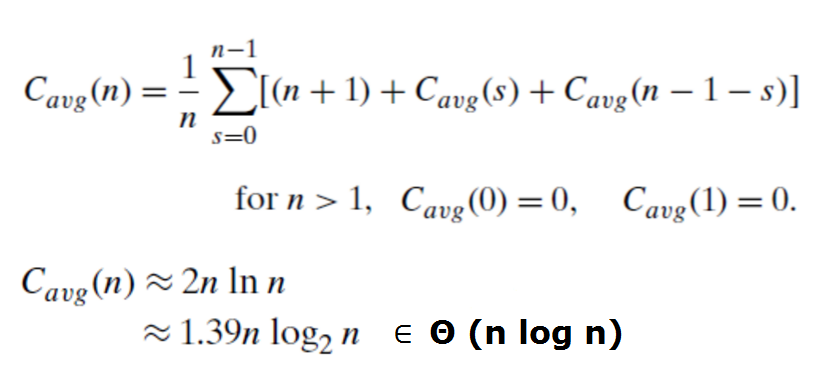 C_avg(n) = 1/n \sum_{s=0}^{n-1} [(n + 1) + C_avg(s) + C_avg(n − 1 − s)]
for n > 1, C_avg(0) = 0, C_avg(1) = 0.
C_avg(n) ≈ 2n ln n
≈ 1.39n log₂ n ∈ Θ (n log n)